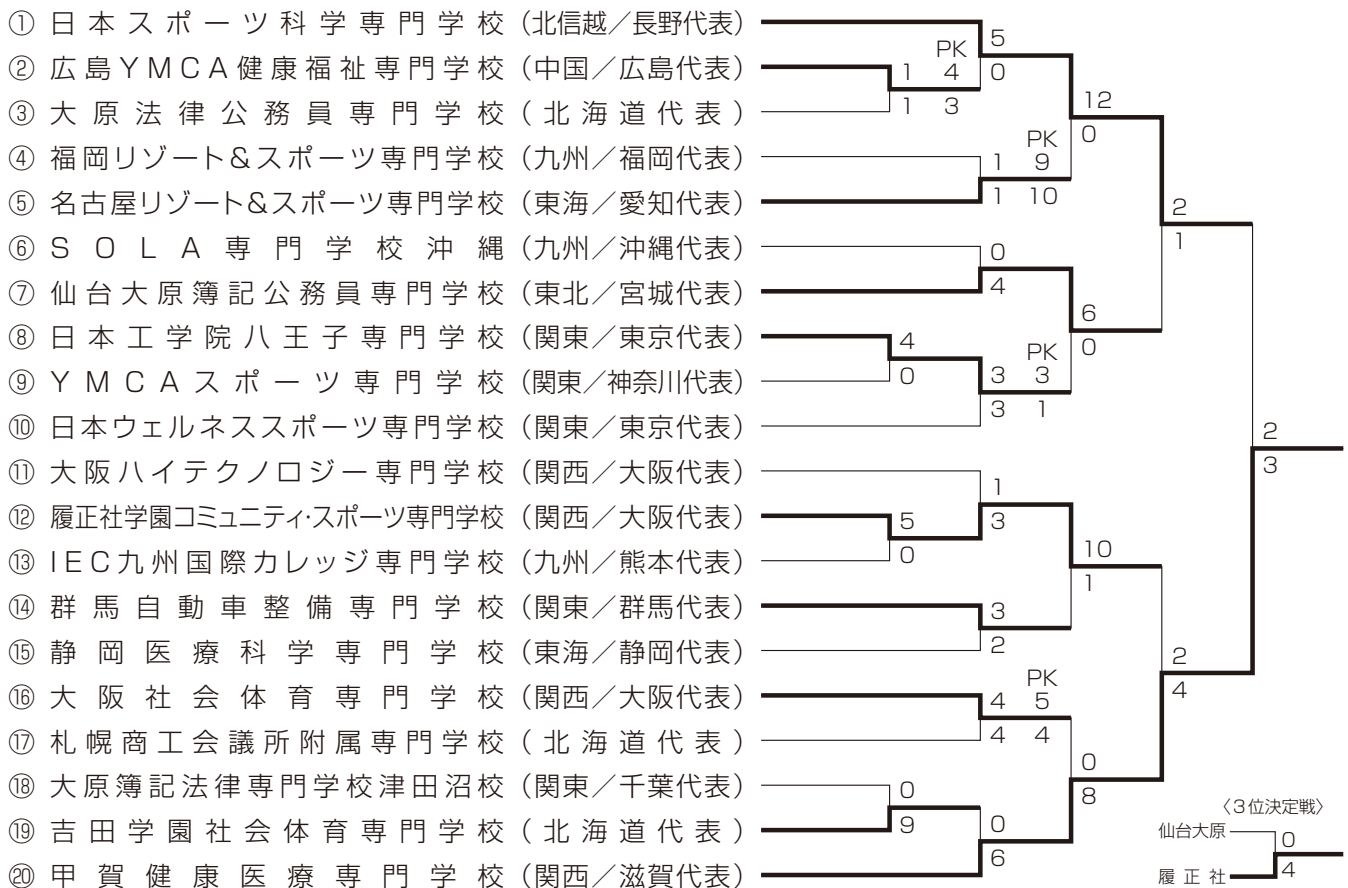 ① 日本スポーツ科学専門学校（北信越／長野代表）
② 広島YMCA健康福祉専門学校（中国／広島代表）
③ 大原法律公務員専門学校（北海道代表）
④ 福岡リゾート&スポーツ専門学校（九州／福岡代表）
⑤ 名古屋リゾート&スポーツ専門学校（東海／愛知代表）
⑥ SOLA専門学校沖縄（九州／沖縄代表）
⑦ 仙台大原簿記公務員専門学校（東北／宮城代表）
⑧ 日本工学院八王子専門学校（関東／東京代表）
⑨ YMCAスポーツ専門学校（関東／神奈川代表）
⑩ 日本ウェルネススポーツ専門学校（関東／東京代表）
⑪ 大阪ハイテクノロジー専門学校（関西／大阪代表）
⑫ 履正社学園コミュニティ・スポーツ専門学校（関西／大阪代表）
⑬ IEC九州国際カレッジ専門学校（九州／熊本代表）
⑭ 群馬自動車整備専門学校（関東／群馬代表）
⑮ 静岡医療科学専門学校（東海／静岡代表）
⑯ 大阪社会体育専門学校（関西／大阪代表）
⑰ 札幌商工会議所附属専門学校（北海道代表）
⑱ 大原簿記法律専門学校津田沼校（関東／千葉代表）
⑲ 吉田学園社会体育専門学校（北海道代表）
⑳ 甲賀健康医療専門学校（関西／滋賀代表）
1
1
PK
4
3
4
0
5
0
0
9
5
0
PK
1 9
1 10
0
4
PK
3 3
3 1
1
3
3
2
PK
4 5
4 4
0
6
12
0
6
0
10
1
0
8
2
1
2
4
2
3
〈3位決定戦〉
仙台大原
0
履正社
4